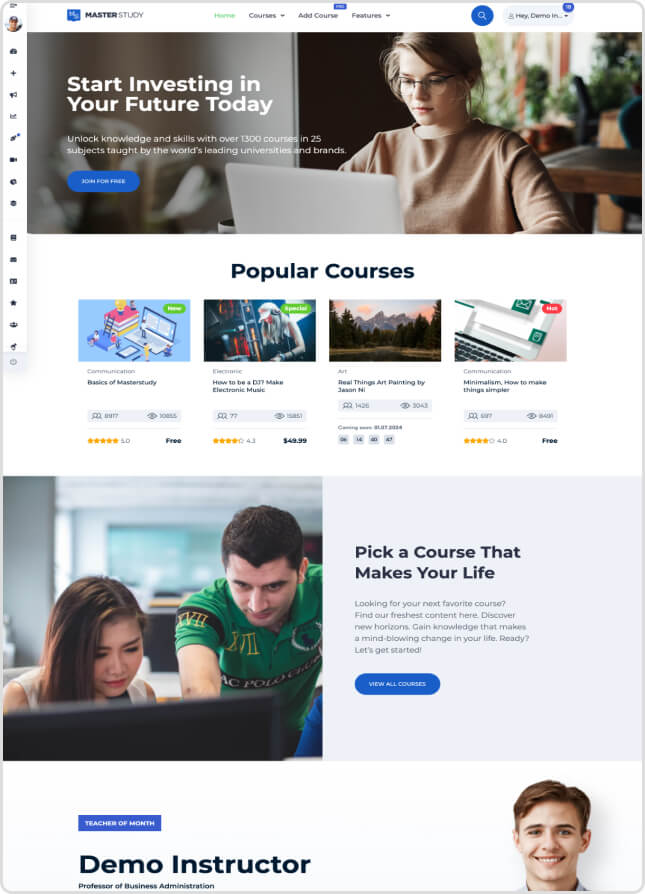 MASTERSTUDY
Home
Courses
Add Course
PRO
Features
Hey, Demo In...
Start Investing in
Your Future Today
Unlock knowledge and skills with over 1300 courses in 25
subjects taught by the world's leading universities and brands.
JOIN FOR FREE
Popular Courses
New
Communication
Basics of Masterstudy
8917 10855
5.0 Free
Special
Electronic
How to be a DJ? Make
Electronic Music
77 15851
4.3 $49.99
Art
Real Things Art Painting by
Jason Ni
1426 3043
Coming soon: 01.07.2024
06 14 40 47
Hot
Communication
Minimalism, How to make
things simpler
697 8491
4.0 Free
Pick a Course That
Makes Your Life
Looking for your next favorite course?
Find our freshest content here. Discover
new horizons. Gain knowledge that makes
a mind-blowing change in your life. Ready?
Let's get started!
VIEW ALL COURSES
TEACHER OF MONTH
Demo Instructor
Professor of Business Administration